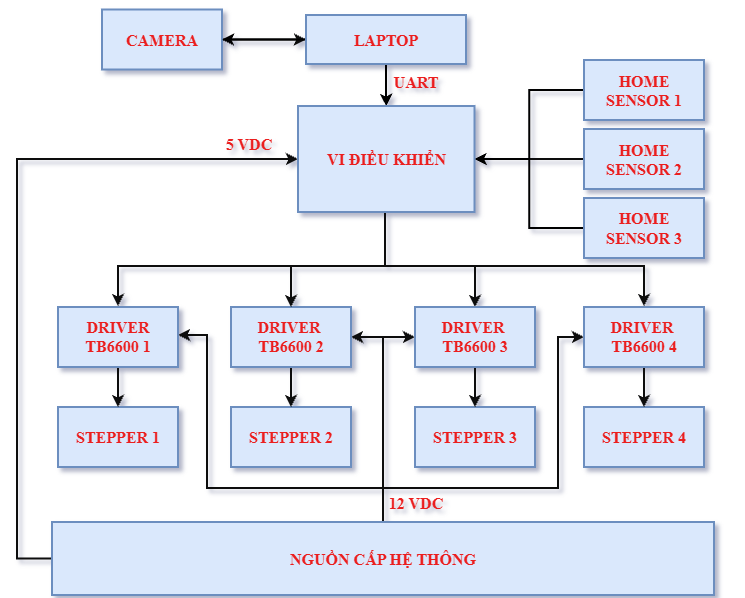 CAMERA
LAPTOP
UART
HOME
SENSOR 1
5 VDC
VI ĐIỀU KHIỂN
HOME
SENSOR 2
HOME
SENSOR 3
DRIVER
TB6600 1
DRIVER
TB6600 2
DRIVER
TB6600 3
DRIVER
TB6600 4
STEPPER 1
STEPPER 2
STEPPER 3
STEPPER 4
12 VDC
NGUỒN CẤP HỆ THÔNG